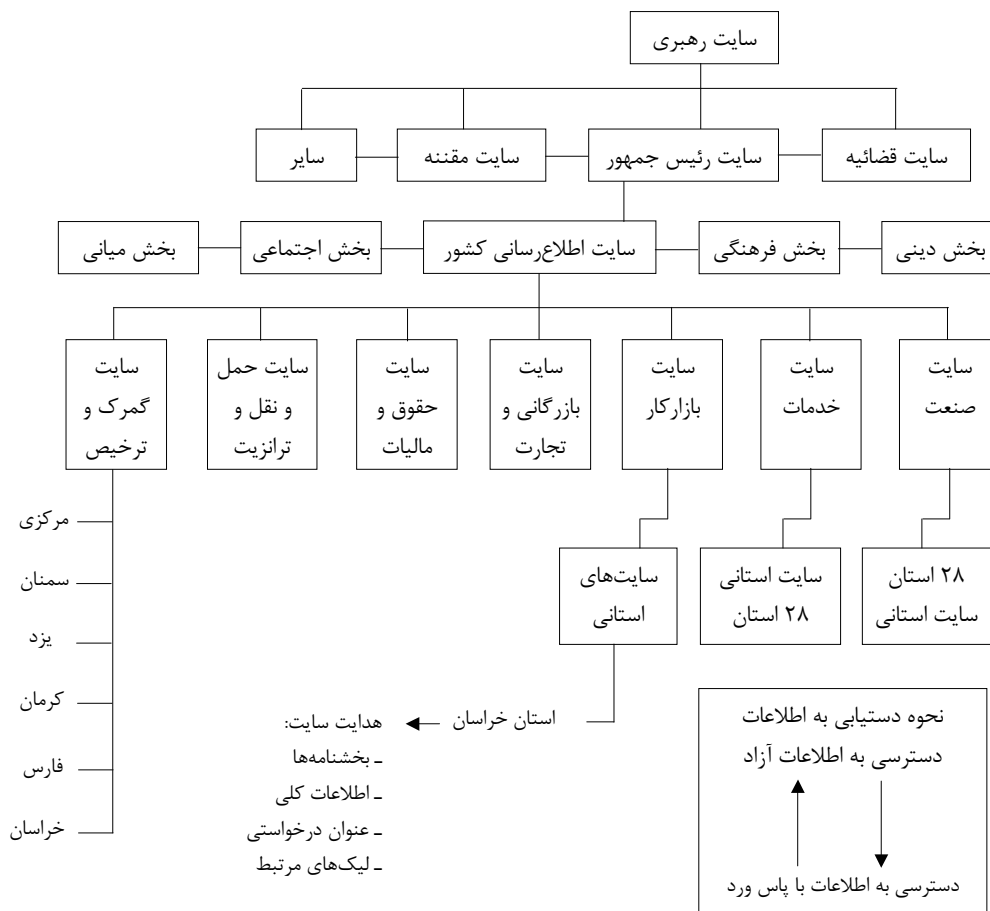 سایت رهبری
سایت قضائیه
سایت رئیس جمهور
سایت مقننه
سایر
بخش دینی
بخش فرهنگی
سایت اطلاع‌رسانی کشور
بخش اجتماعی
بخش میانی
سایت
صنعت
سایت
خدمات
سایت
بازارکار
سایت
بازرگانی و
تجارت
سایت
حقوق و
مالیات
سایت حمل
و نقل و
ترانزیت
سایت
گمرک و
ترخیص
۲۸ استان
سایت استانی
سایت استانی
۲۸ استان
سایت‌های
استانی
مرکزی
سمنان
یزد
کرمان
فارس
خراسان
استان خراسان
هدایت سایت:
ـ بخشنامه‌ها
ـ اطلاعات کلی
ـ عنوان درخواستی
ـ لیک‌های مرتبط
نحوه دستیابی به اطلاعات
دسترسی به اطلاعات آزاد
دسترسی به اطلاعات با پاس ورد